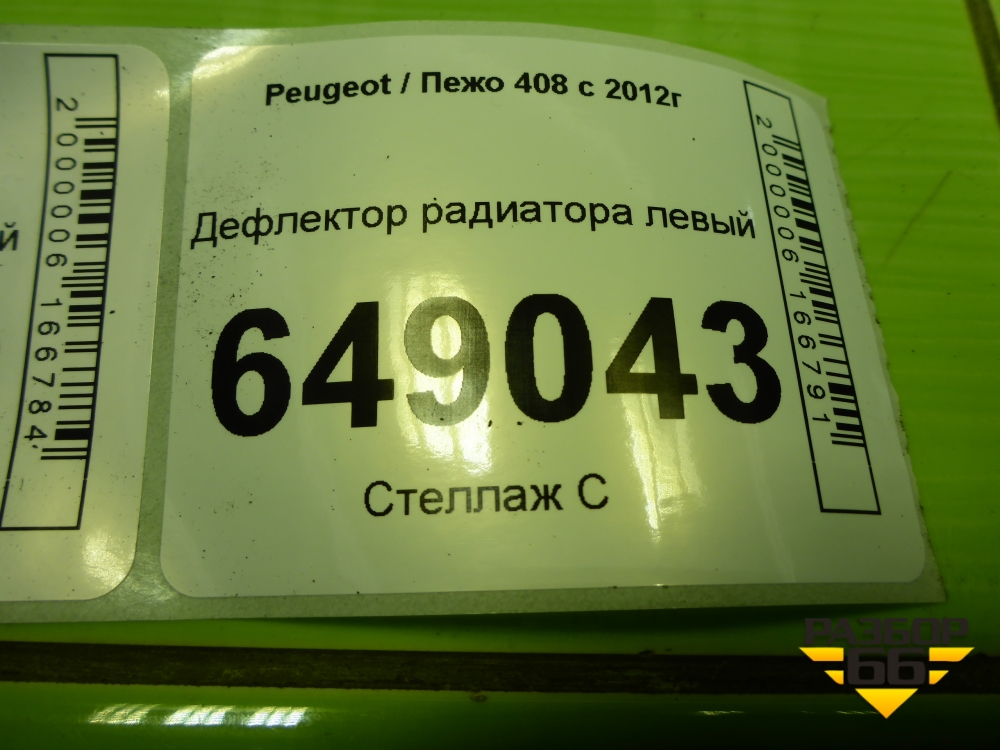 Peugeot / Пежо 408 с 2012г
Дефлектор радиатора левый
649043
Стеллаж С
2000006166791
й
2000006166784
РАЗБОР
66